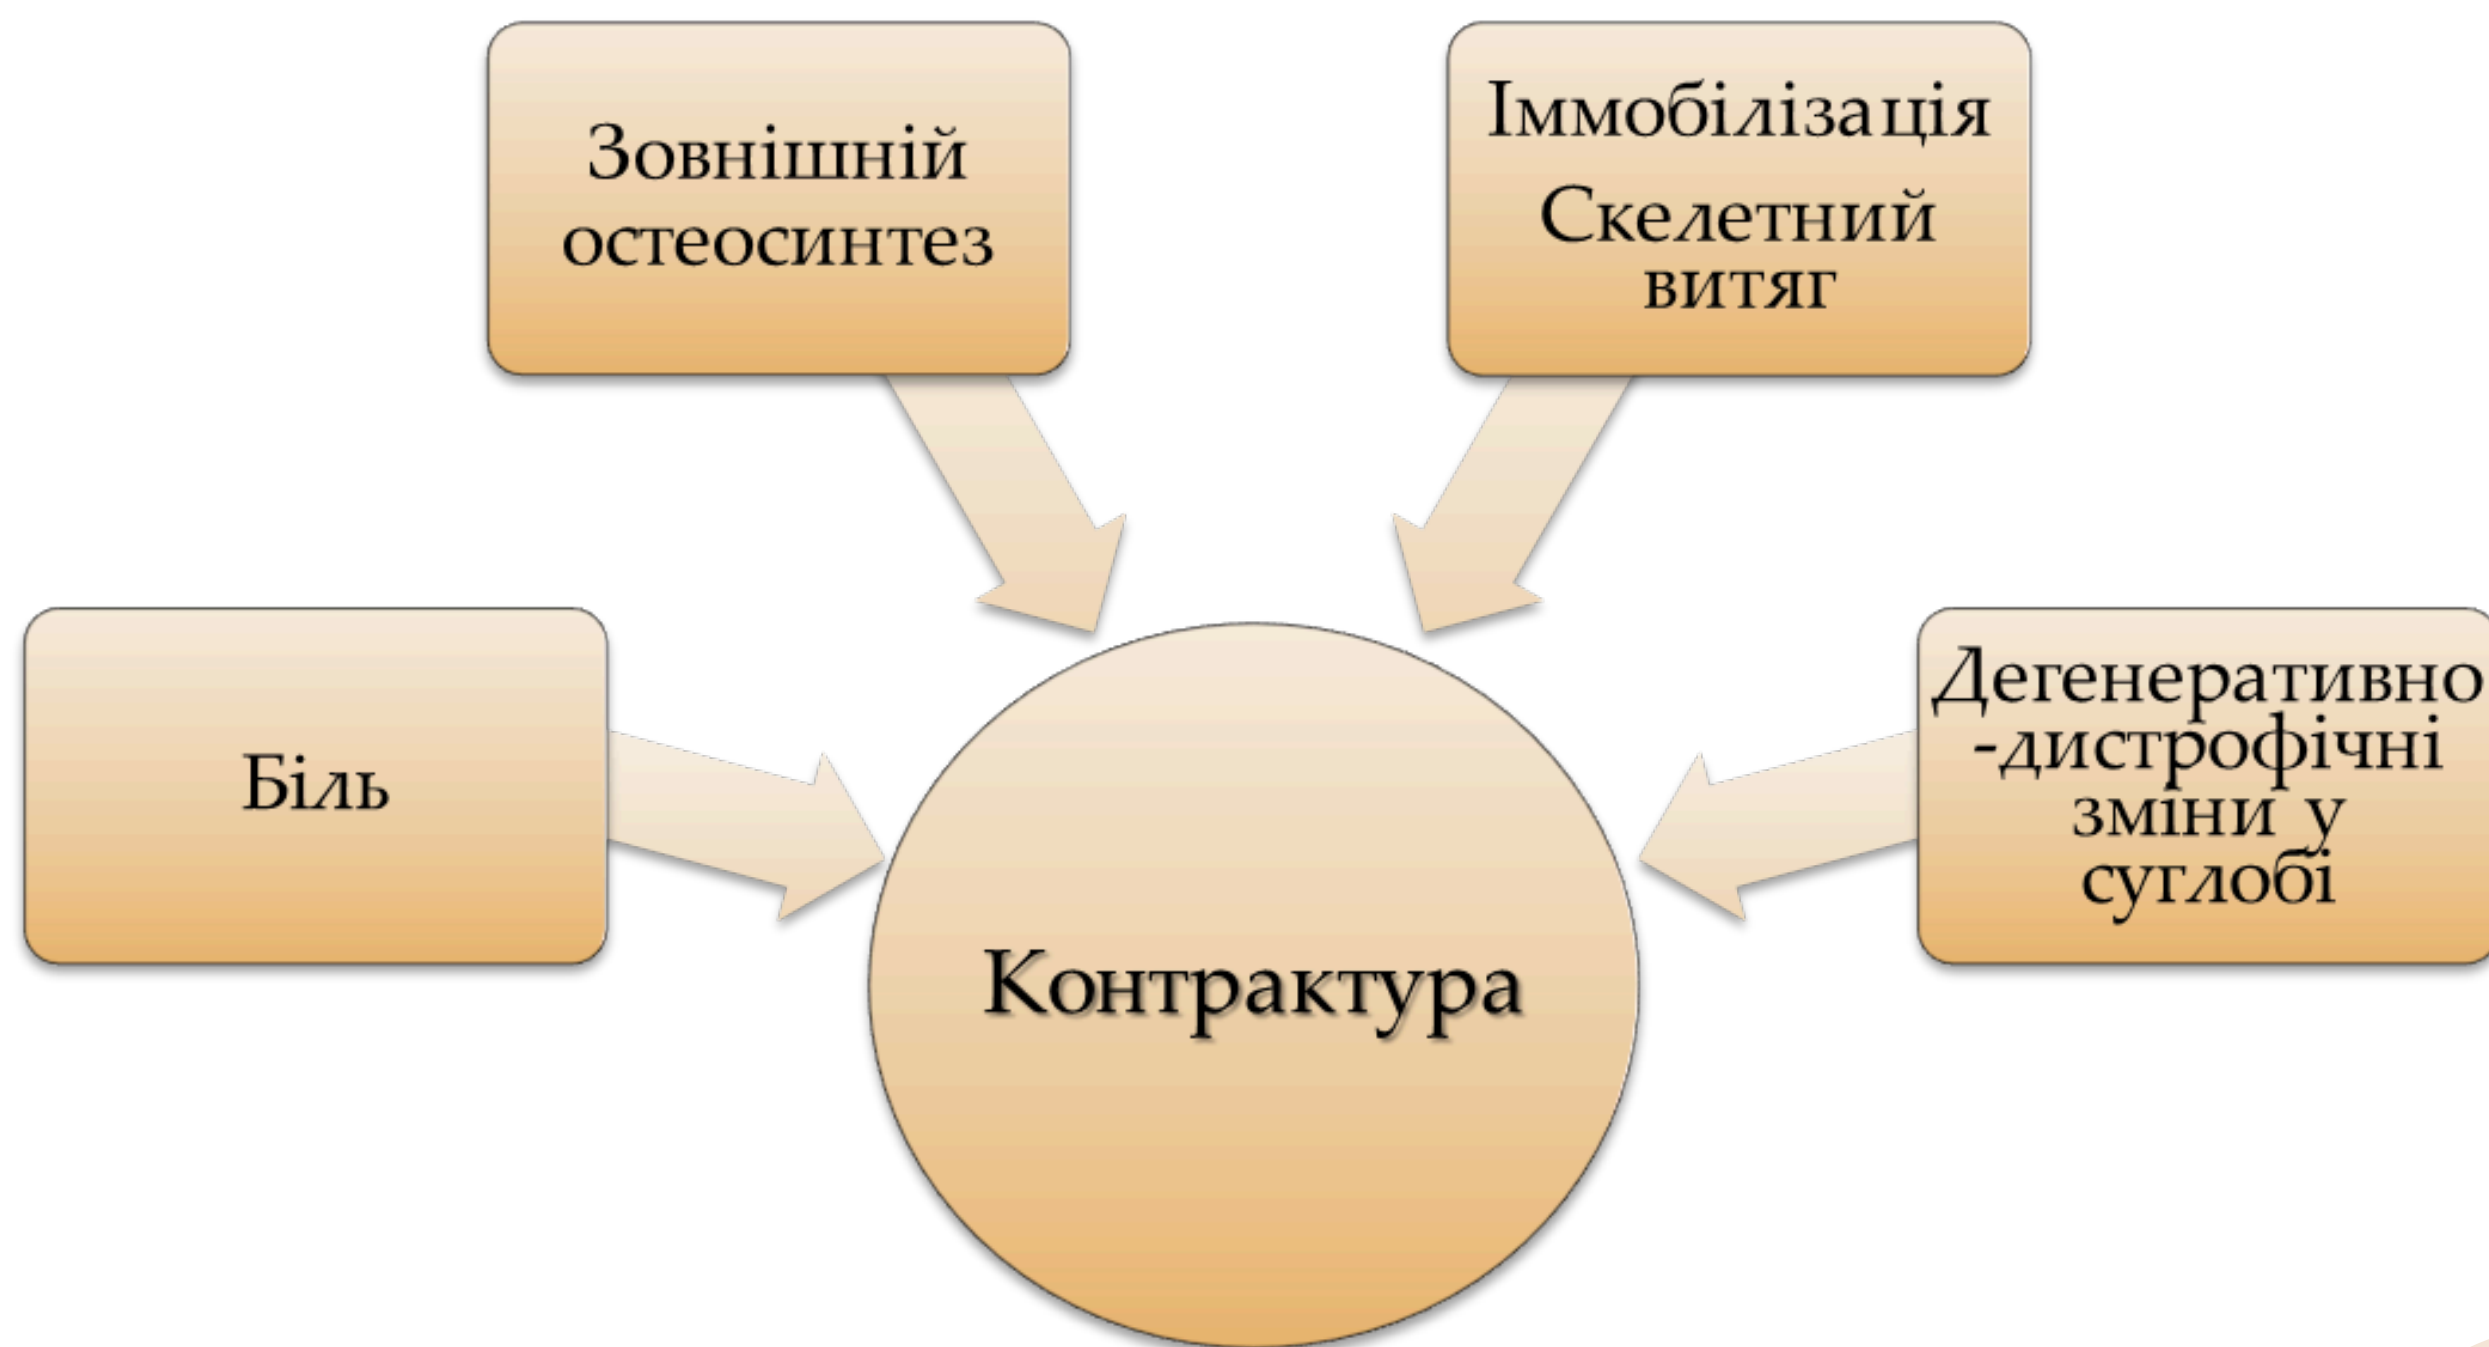 Зовнішній
остеосинтез
Іммобілізація
Скелетний
витяг
Біль
Дегенеративно
-дистрофічні
зміни у
суглобі
Контрактура